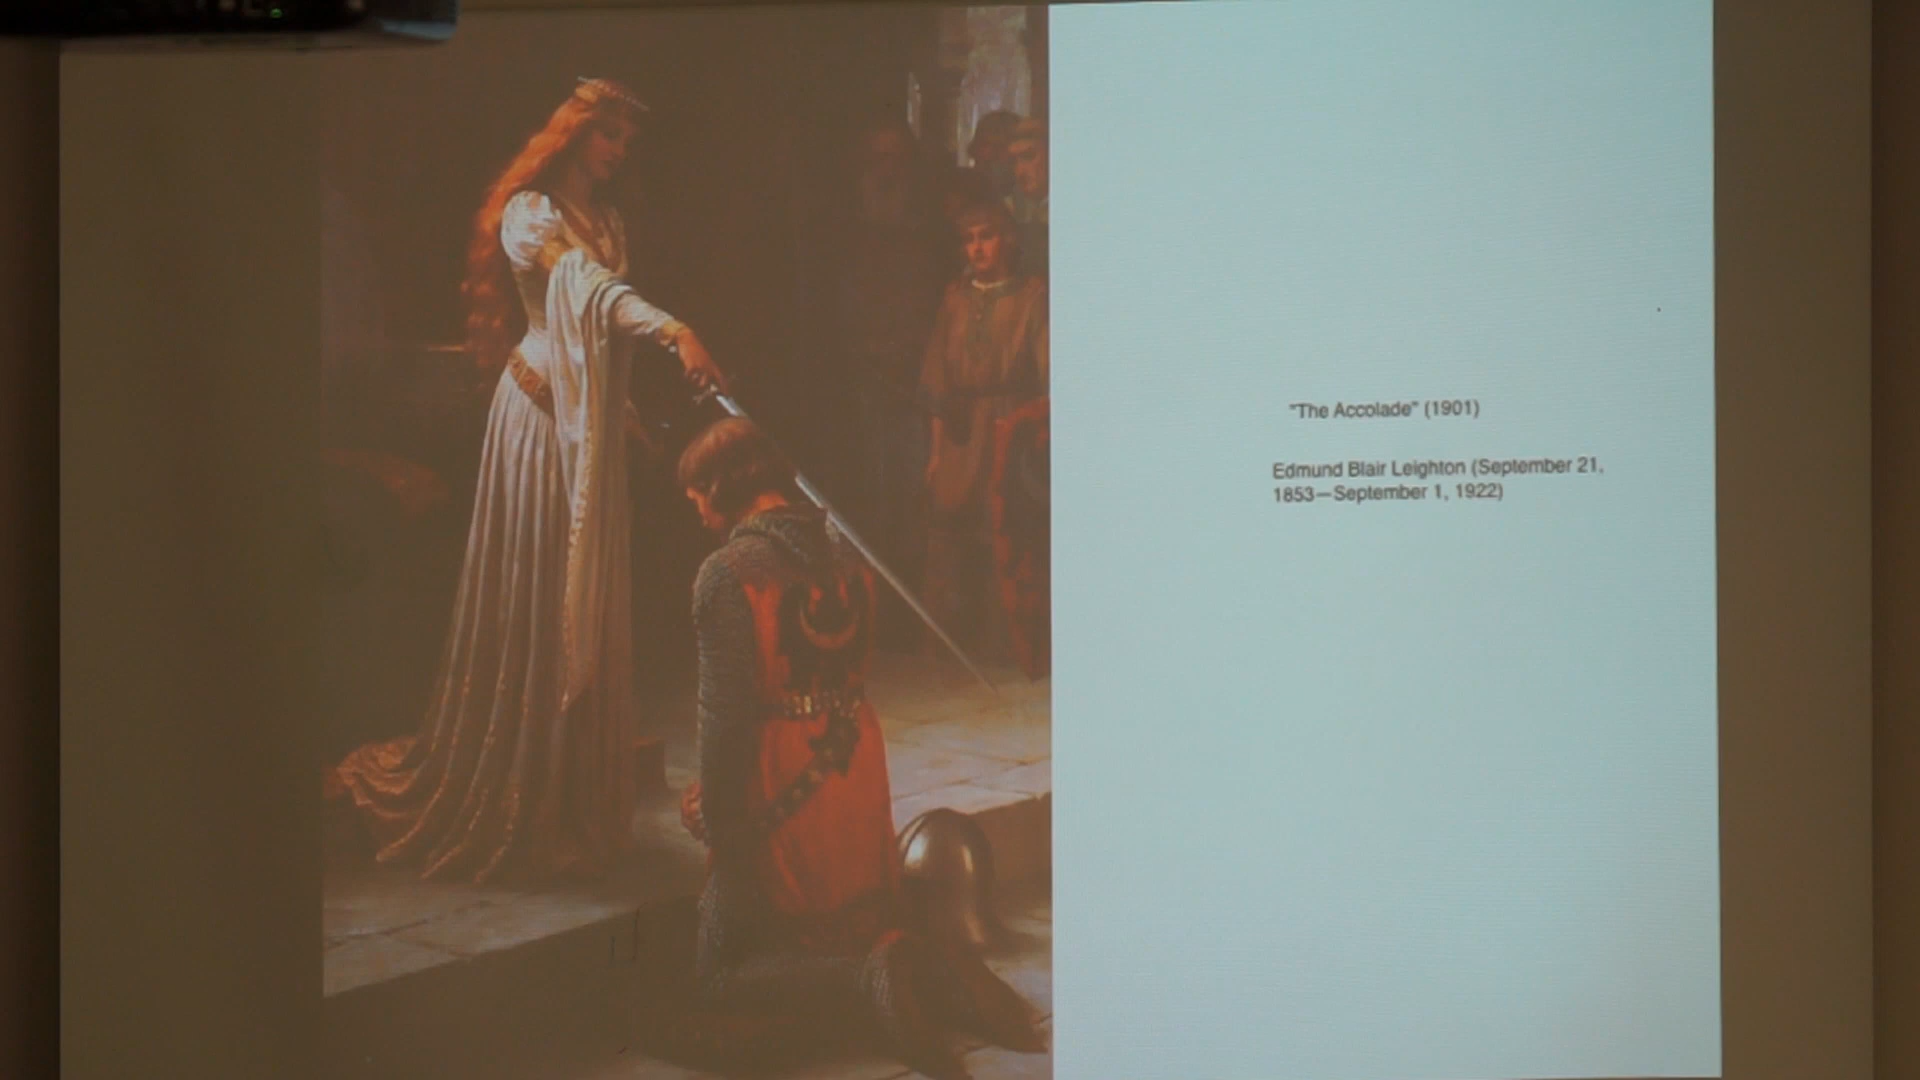 "The Accolade" (1901)
Edmund Blair Leighton (September 21,
1853—September 1, 1922)